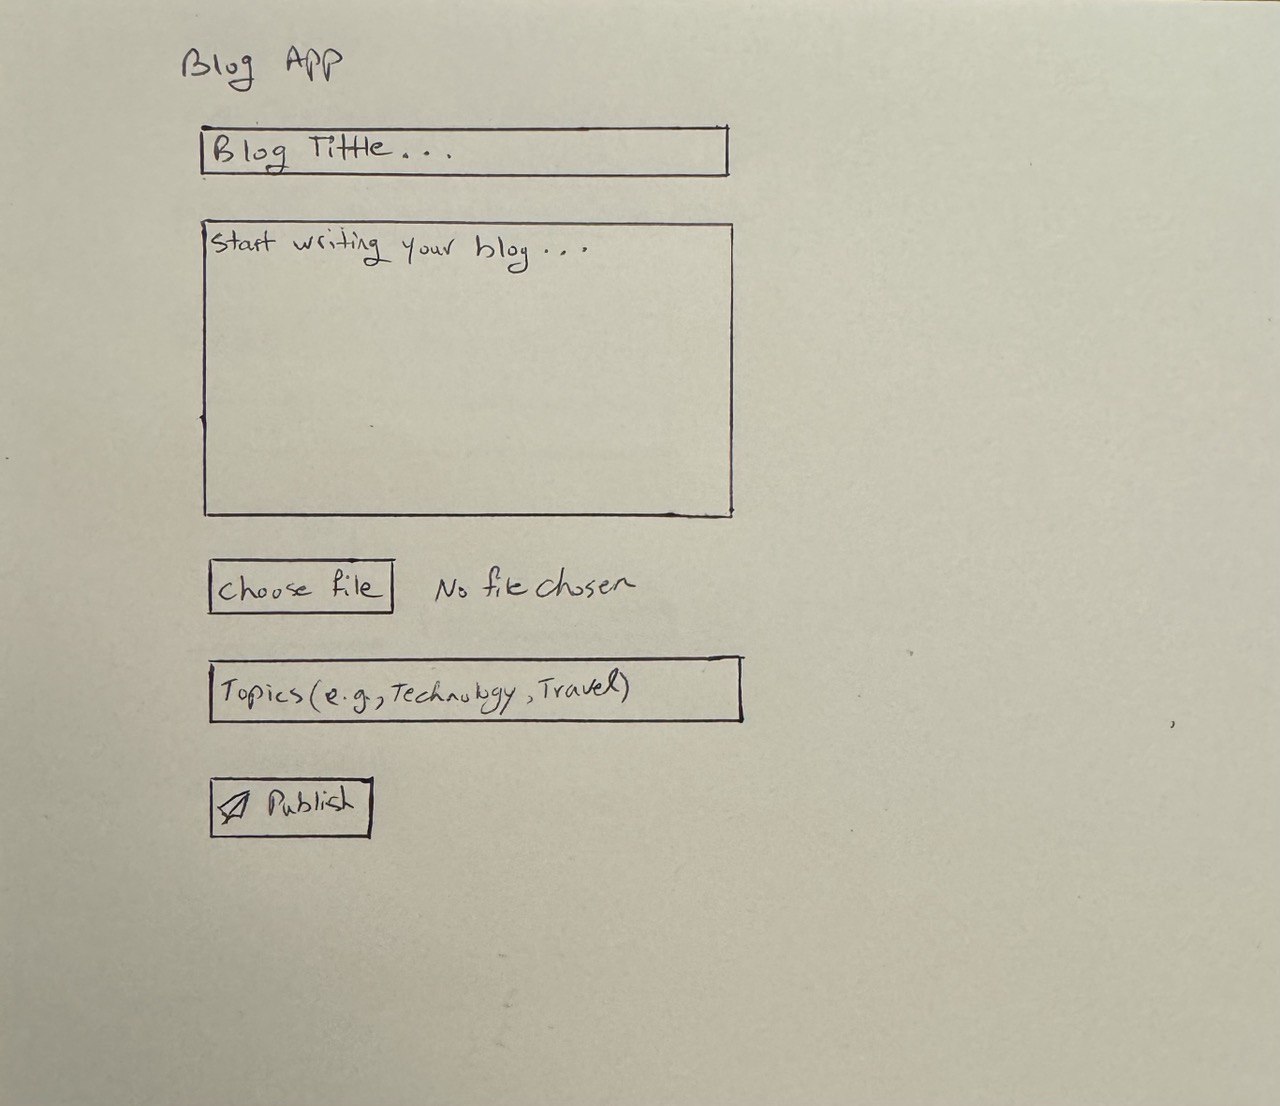 Blog App
Blog Tittle...
Start writing your blog...
Choose file No file chosen
Topics(e.g., Technology, Travel)
Publish